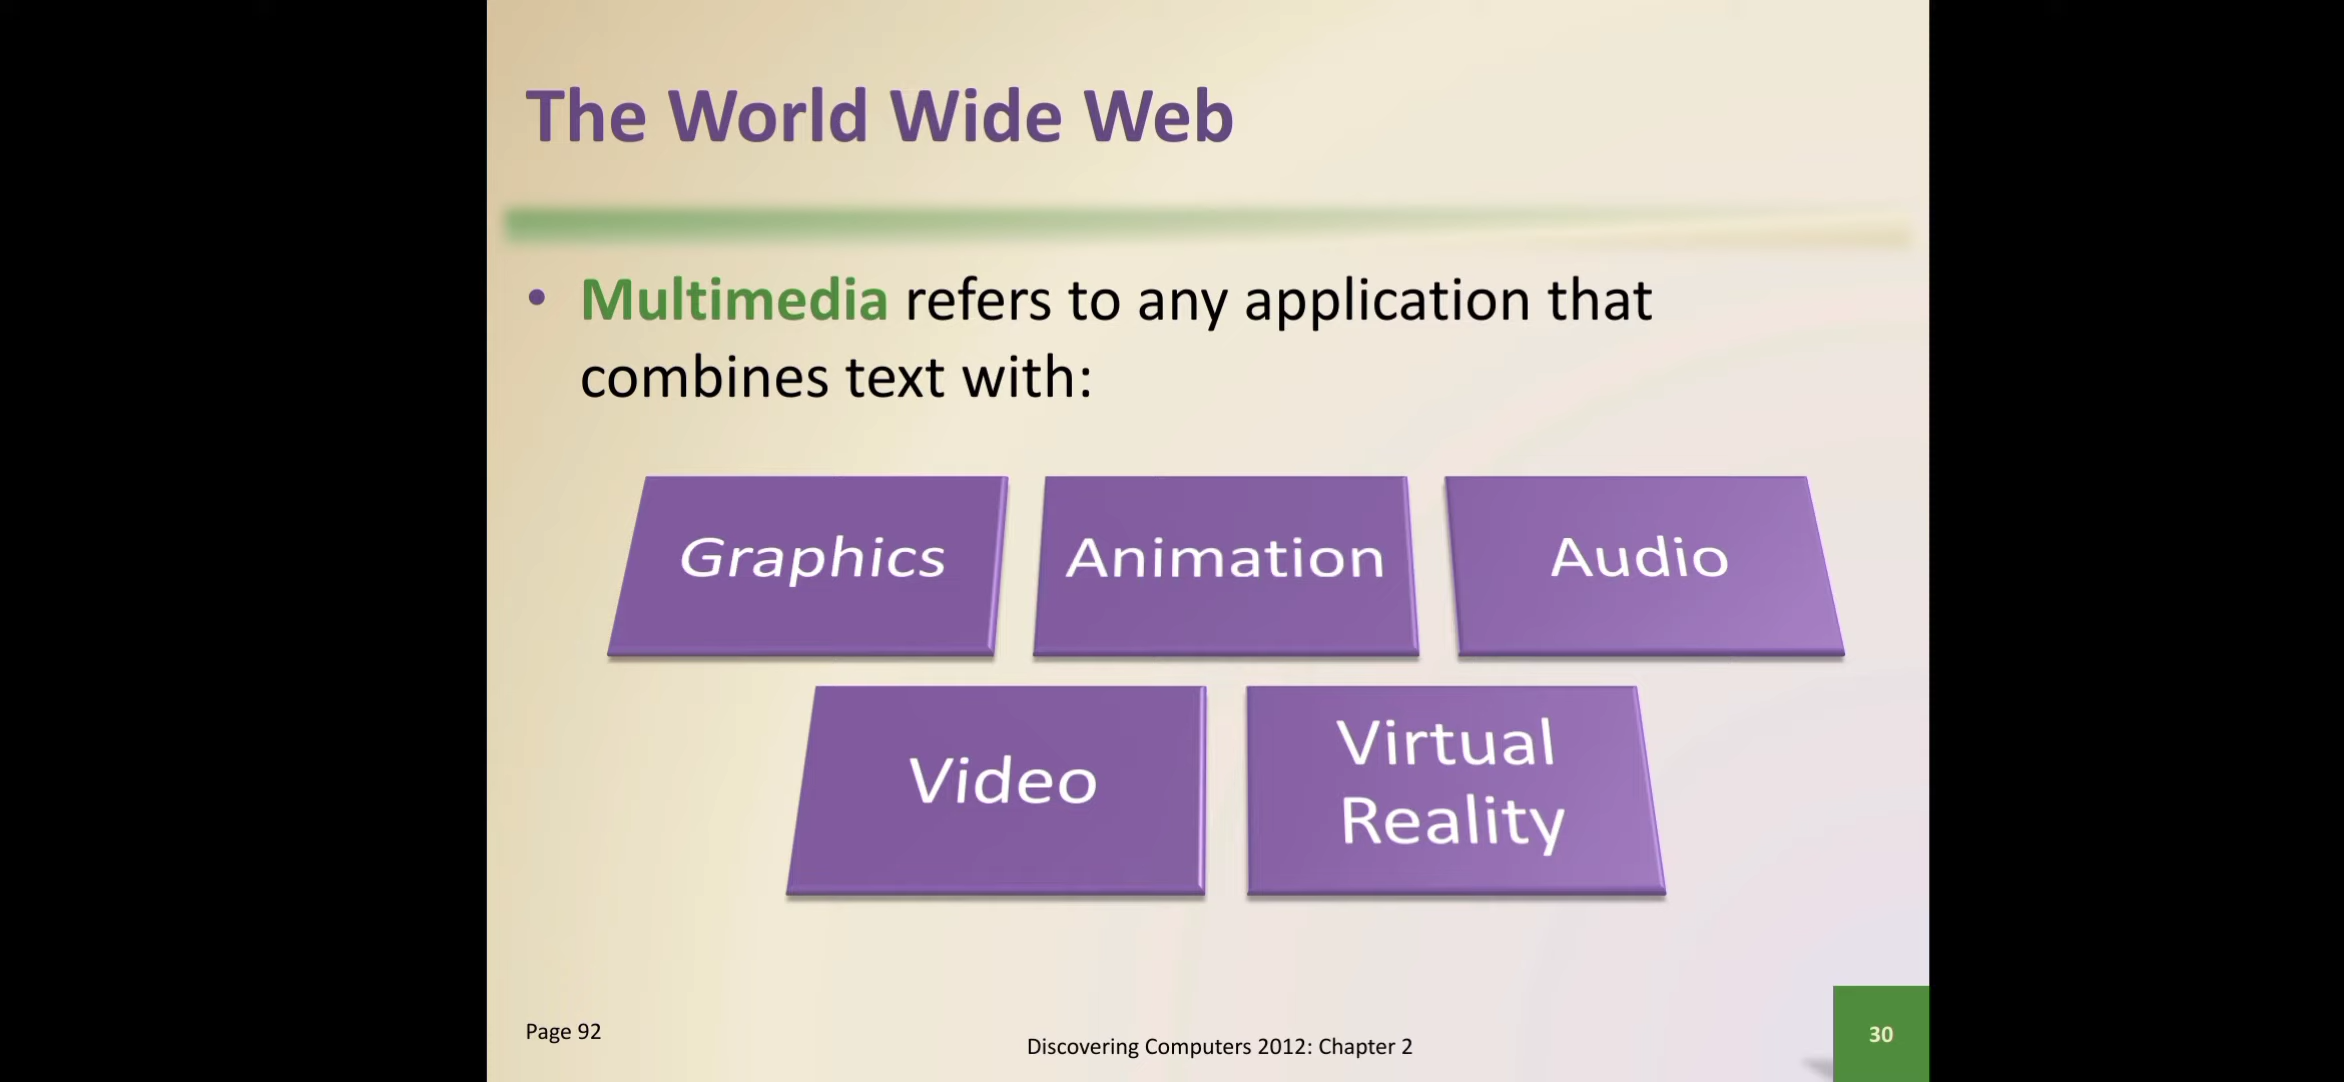 The World Wide Web
• Multimedia refers to any application that
combines text with:
Graphics
Animation
Audio
Video
Virtual
Reality
Page 92
Discovering Computers 2012: Chapter 2
30